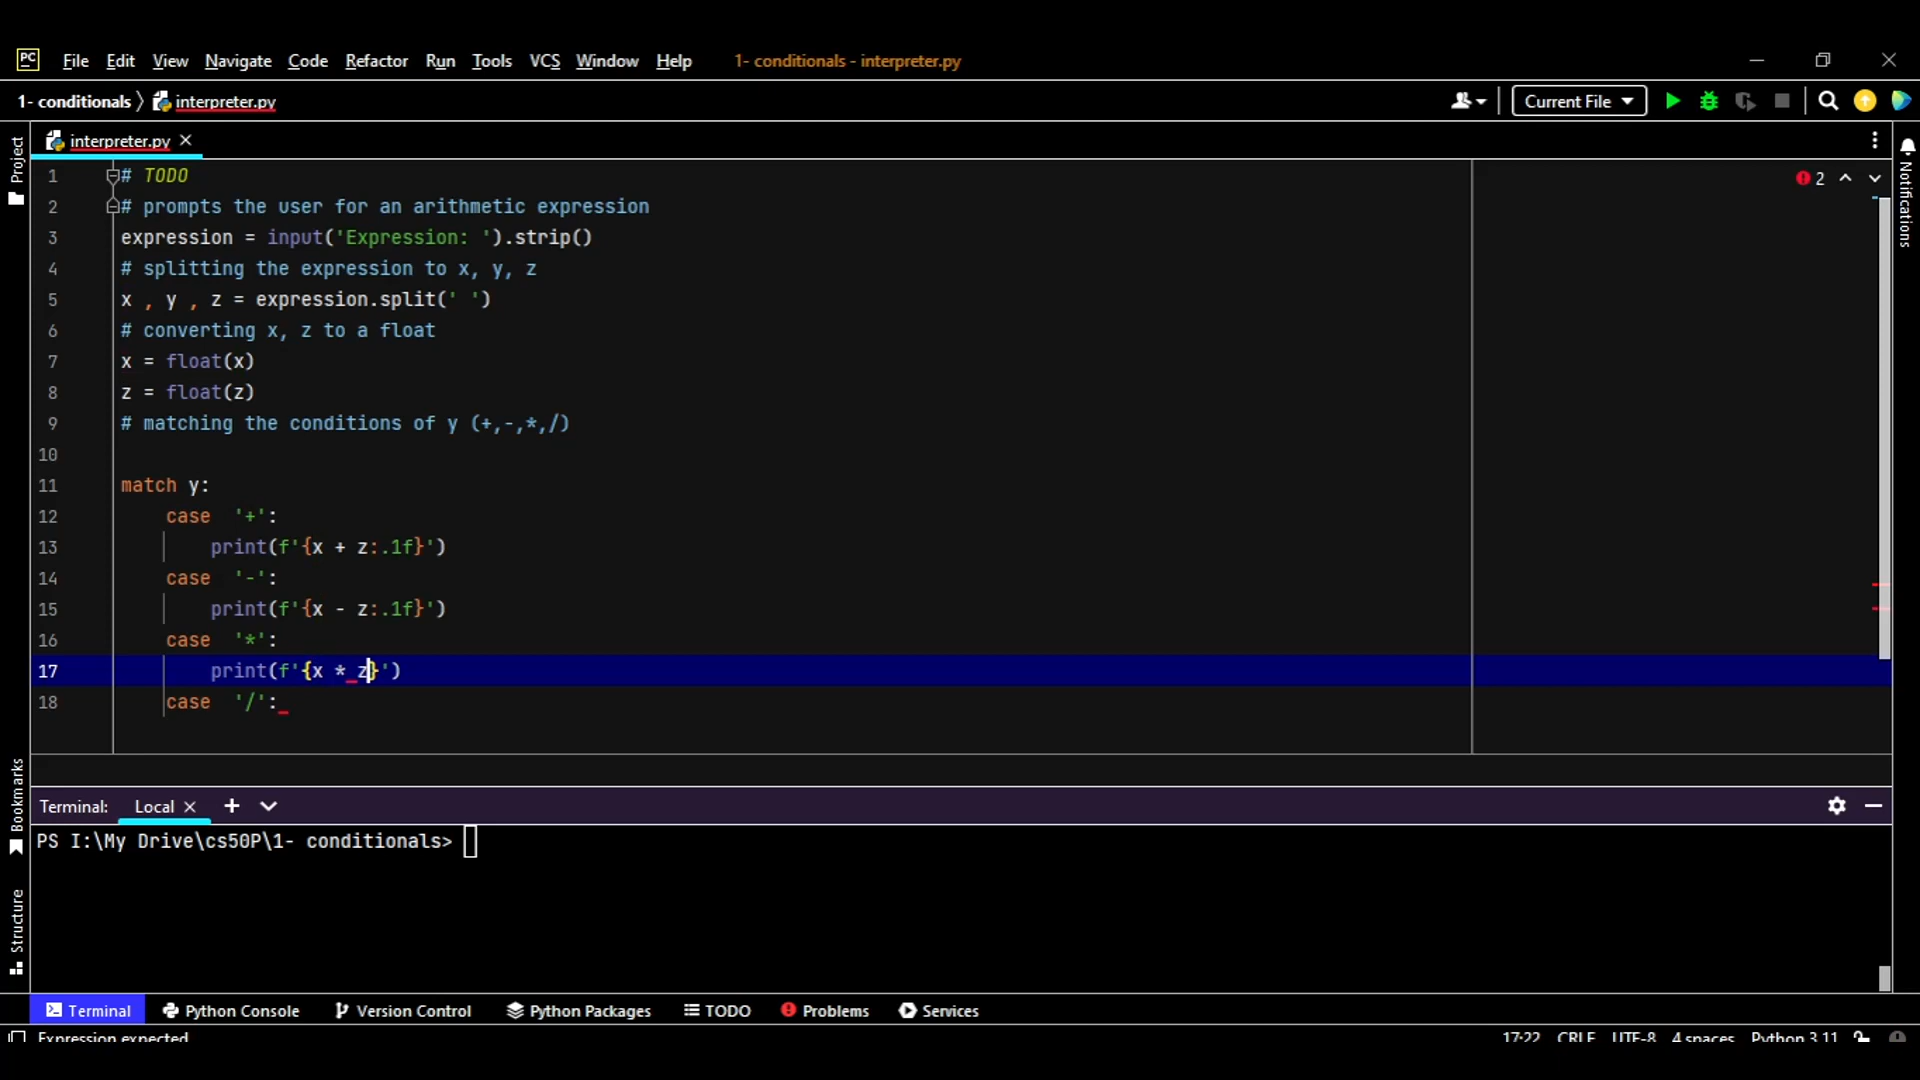 PC File Edit View Navigate Code Refactor Run Tools VCS Window Help 1- conditionals - interpreter.py
1- conditionals interpreter.py Current File
Project
interpreter.py
Notifications
2
1 # TODO
2 # prompts the user for an arithmetic expression
3 expression = input('Expression: ').strip()
4 # splitting the expression to x, y, z
5 x , y , z = expression.split(' ')
6 # converting x, z to a float
7 x = float(x)
8 z = float(z)
9 # matching the conditions of y (+,-,*,/)
10
11 match y:
12 case  '+':
13 print(f'{x + z:.1f}')
14 case  '-':
15 print(f'{x - z:.1f}')
16 case  '*':
17 print(f'{x * z}')
18 case  '/':
Bookmarks
Structure
Terminal: Local
PS I:\My Drive\cs50P\1- conditionals>
Terminal Python Console Version Control Python Packages TODO Problems Services
Expression expected 17:22 CRLF UTF-8 4 spaces Python 3.11